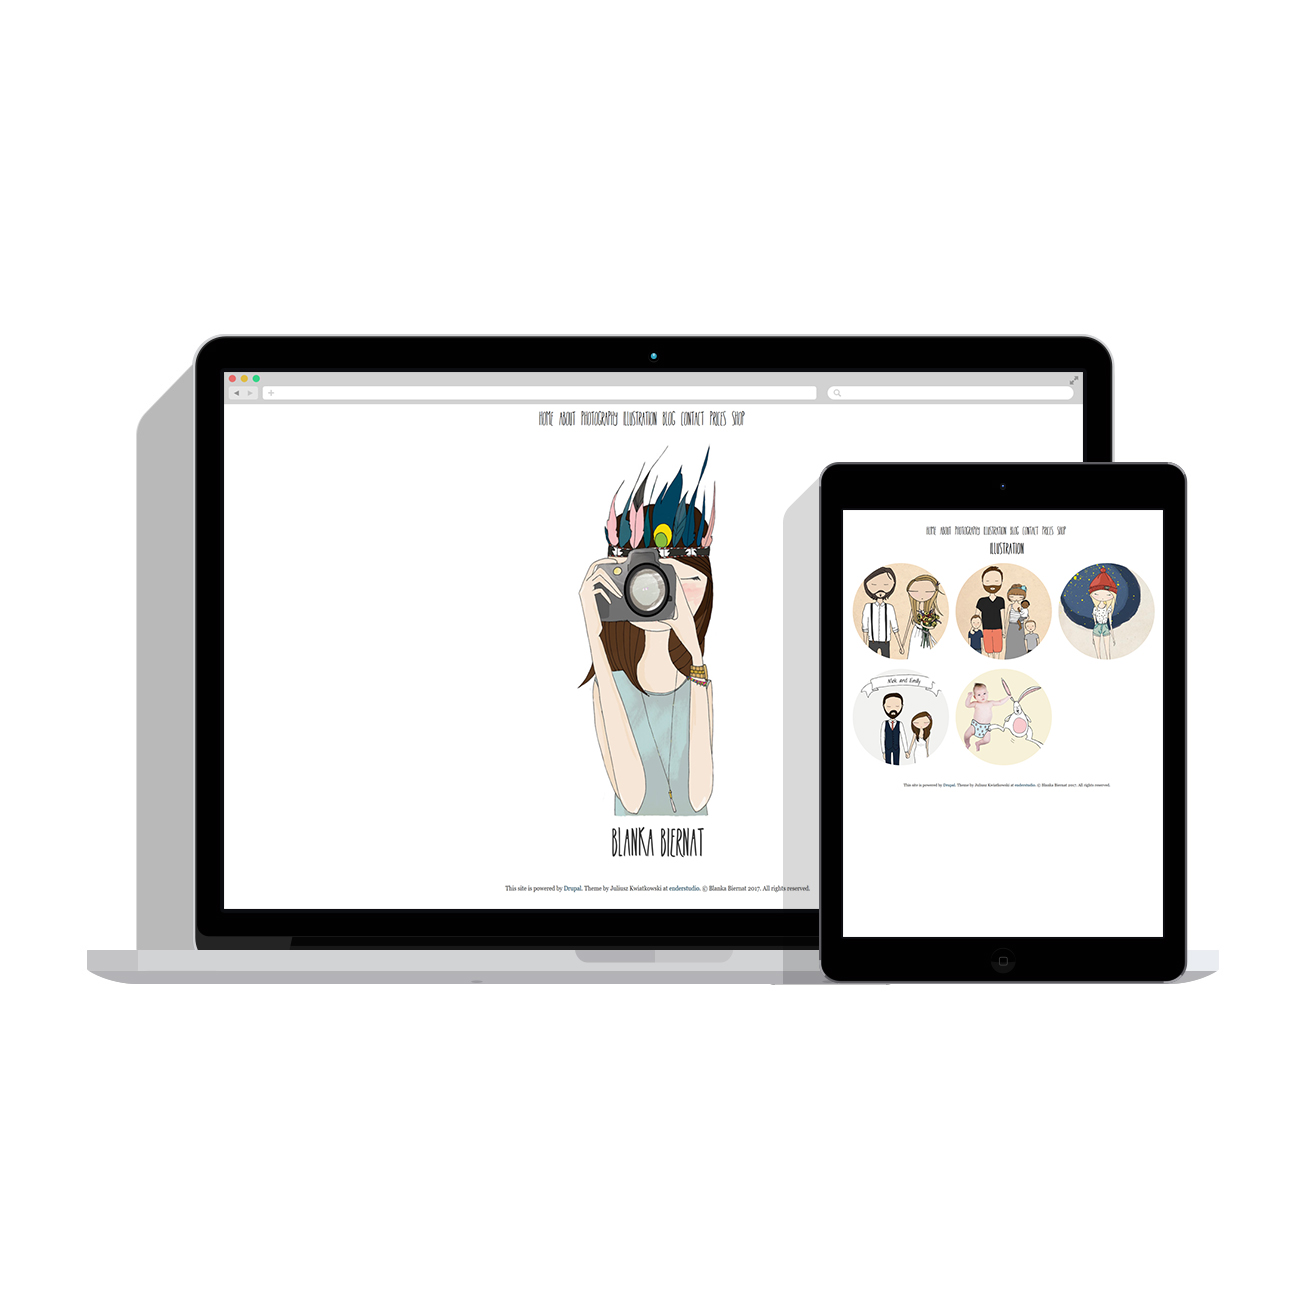 HOME ABOUT PHOTOGRAPHY ILLUSTRATION BLOG CONTACT PRICES SHOP
BLANKA BIERNAT
This site is powered by Drupal. Theme by Juliusz Kwiatkowski at enderstudio. © Blanka Biernat 2017. All rights reserved.
HOME ABOUT PHOTOGRAPHY ILLUSTRATION BLOG CONTACT PRICES SHOP
ILLUSTRATION
Nick and Emily
This site is powered by Drupal. Theme by Juliusz Kwiatkowski at enderstudio. © Blanka Biernat 2017. All rights reserved.